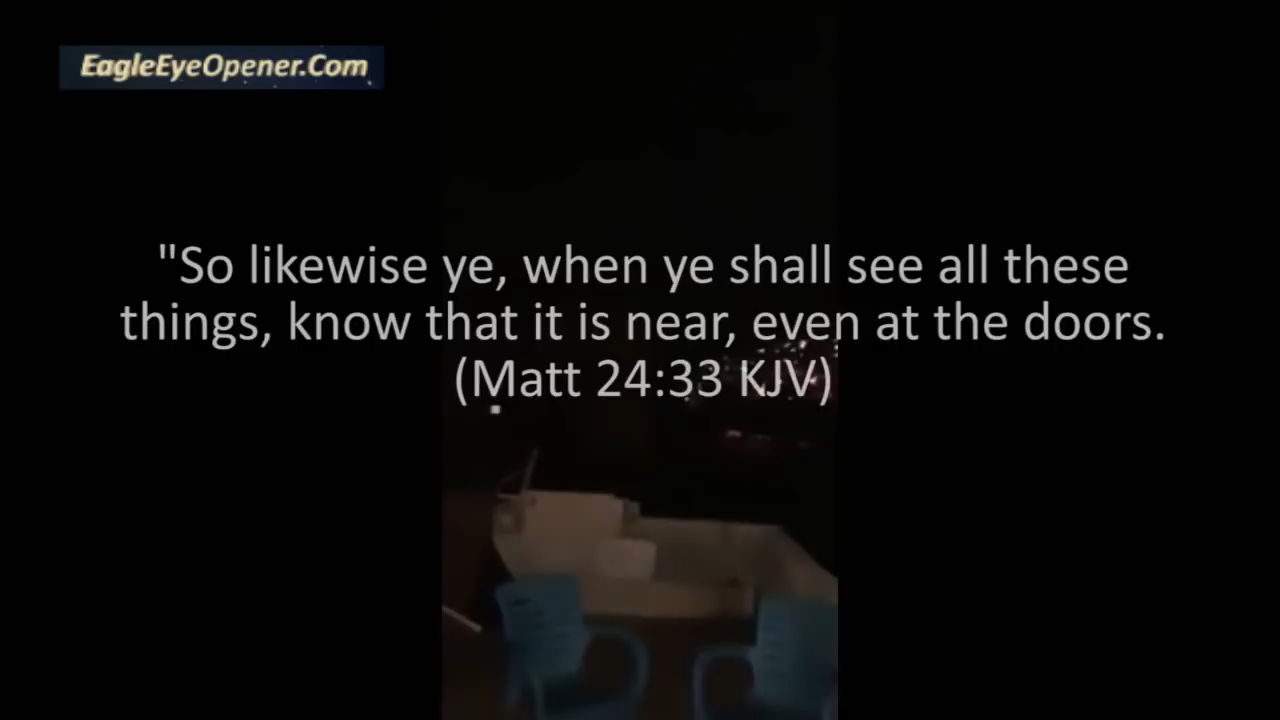 EagleEyeOpener.Com
"So likewise ye, when ye shall see all these
things, know that it is near, even at the doors.
(Matt 24:33 KJV)